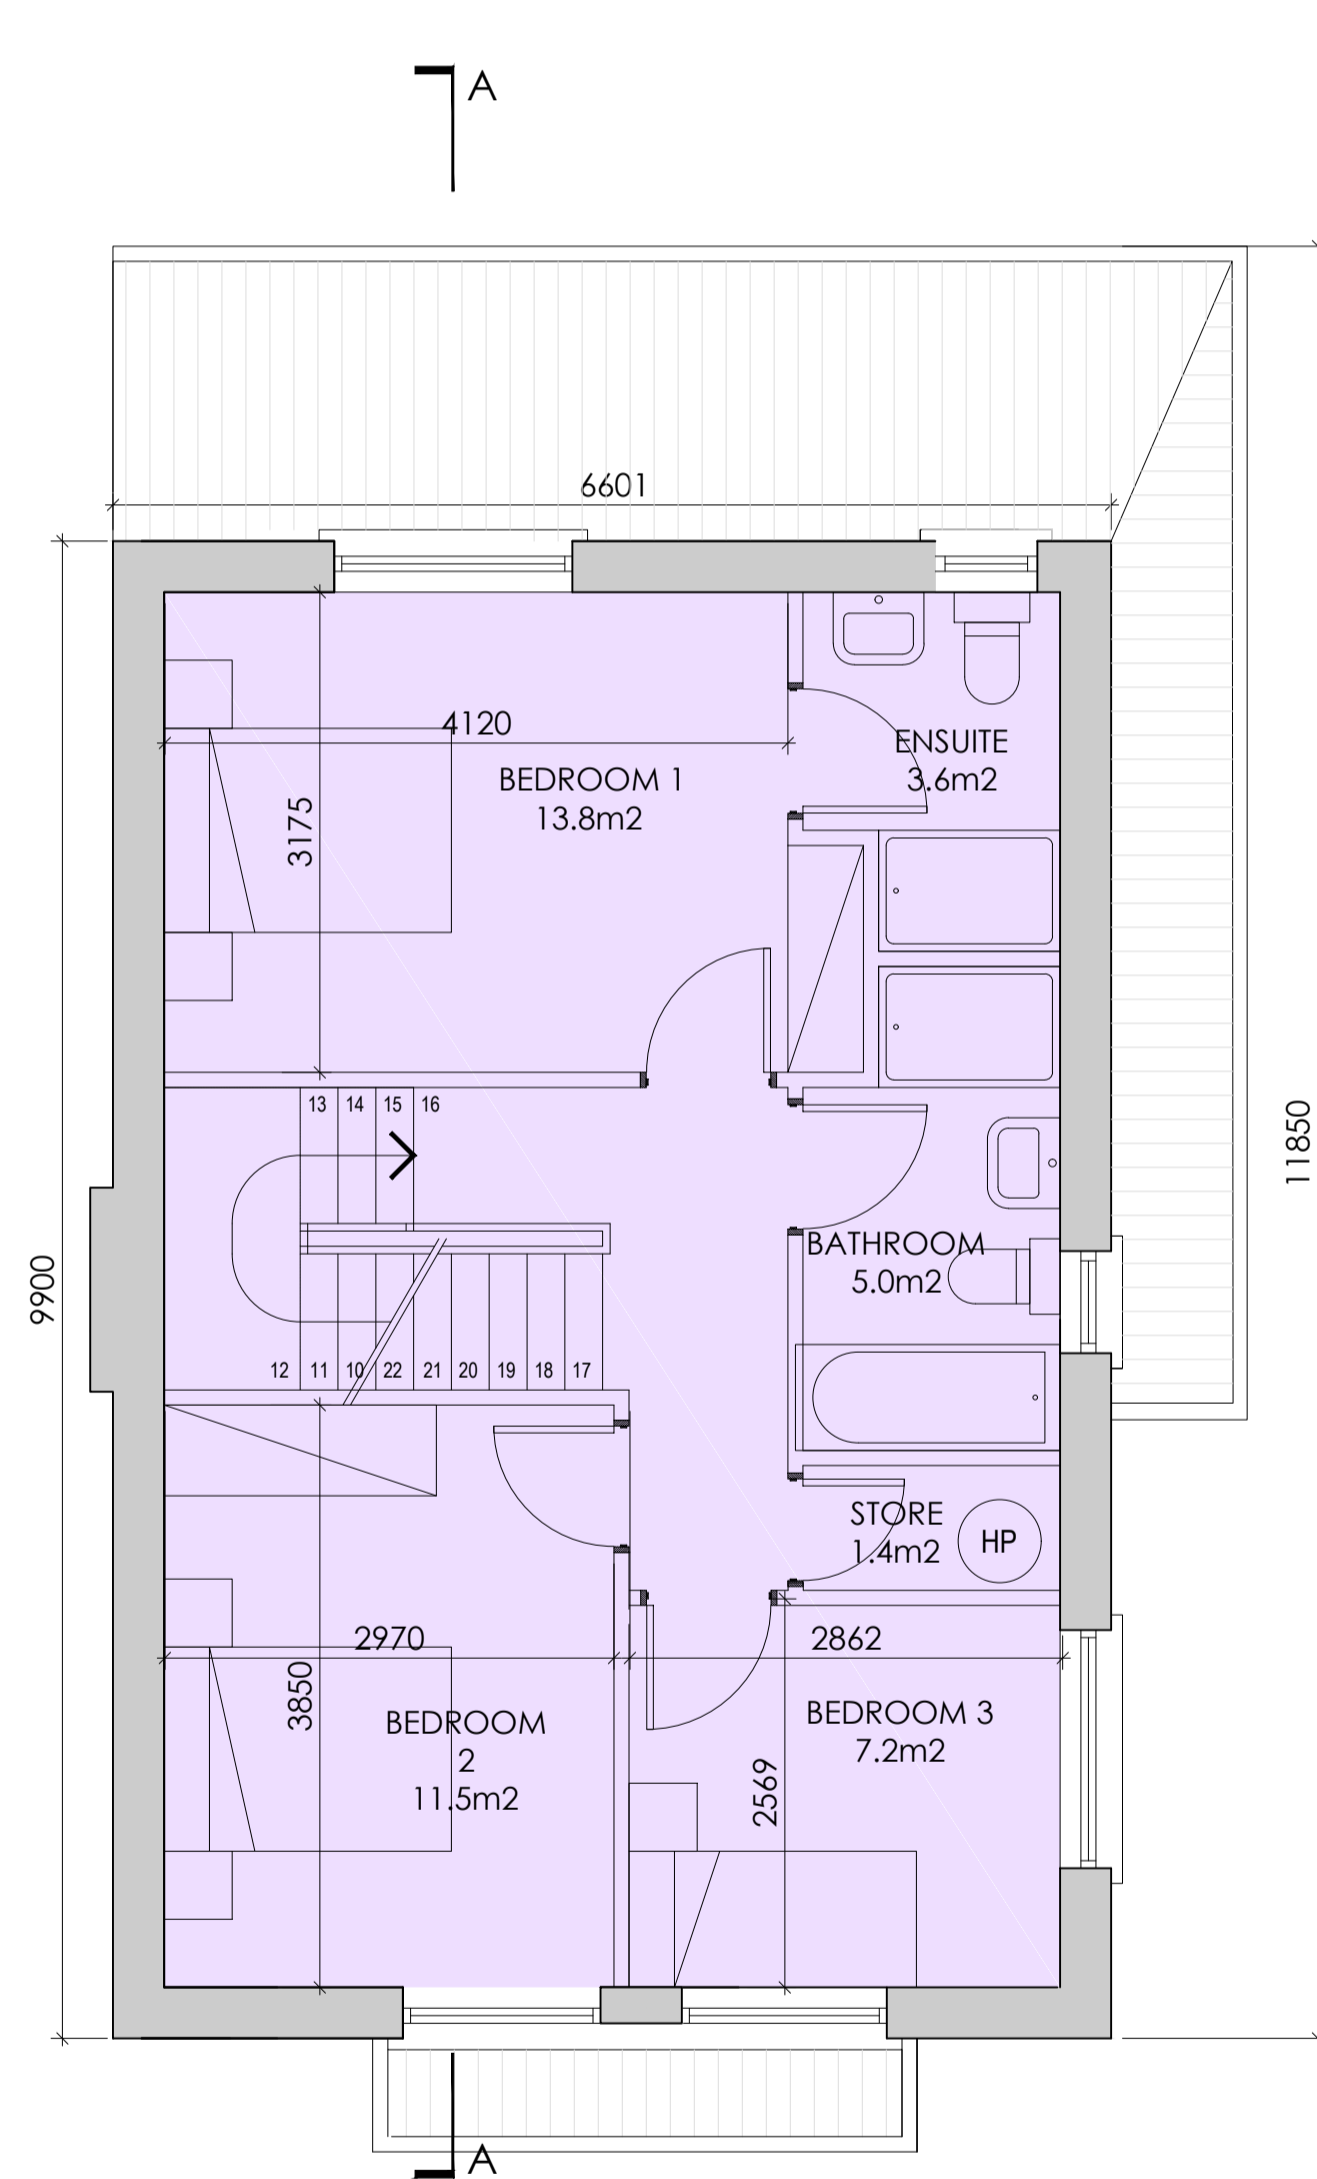 A
6601
4120
ENSUITE
3.6m2
BEDROOM 1
13.8m2
3175
13 14 15 16
11850
BATHROOM
5.0m2
9900
12 11 10 22 21 20 19 18 17
STORE
1.4m2
HP
2970
2862
3850
BEDROOM
2
11.5m2
BEDROOM 3
7.2m2
2569
A